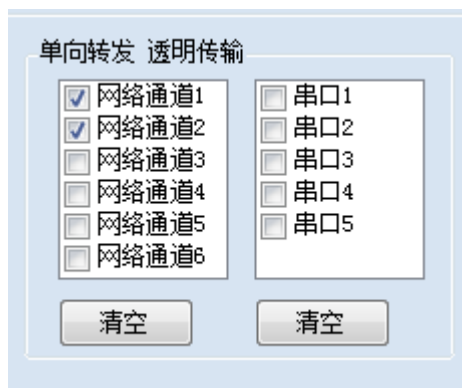 单向转发 透明传输
网络通道1
网络通道2
网络通道3
网络通道4
网络通道5
网络通道6
串口1
串口2
串口3
串口4
串口5
清空
清空